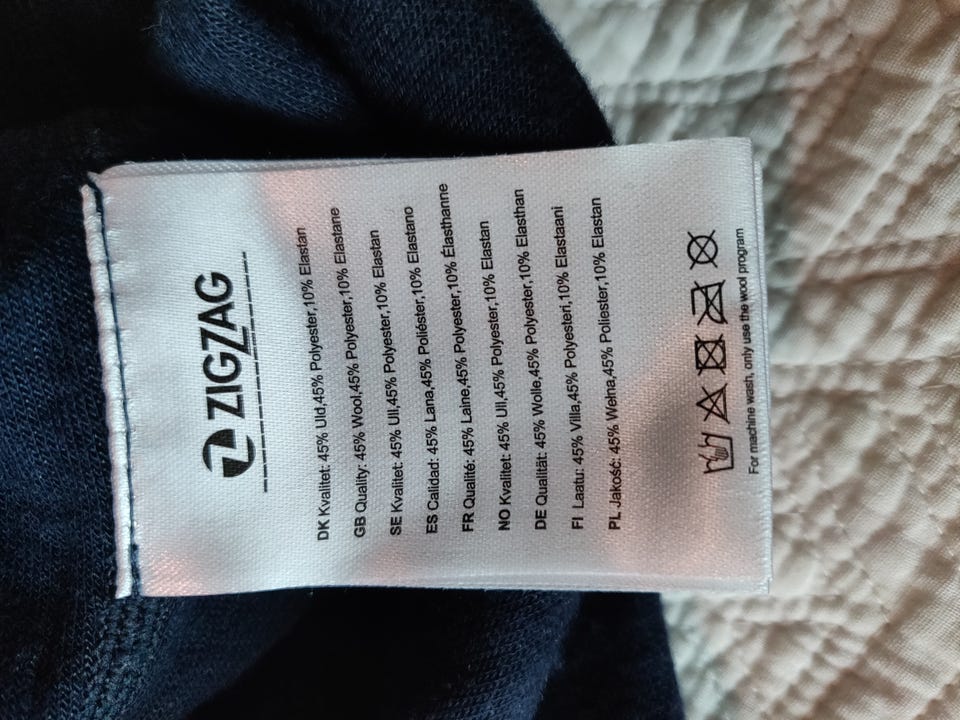 ZIGZAG
DK Kvalitet: 45% Uld,45% Polyester,10% Elastan
GB Quality: 45% Wool,45% Polyester,10% Elastane
SE Kvalitet: 45% Ull,45% Polyester,10% Elastan
ES Calidad: 45% Lana,45% Poliéster,10% Elastano
FR Qualité: 45% Laine,45% Polyester,10% Élasthanne
NO Kvalitet: 45% Ull,45% Polyester,10% Elastan
DE Qualität: 45% Wolle,45% Polyester,10% Elasthan
FI Laatu: 45% Villa,45% Polyesteri,10% Elastaani
PL Jakość: 45% Wełna,45% Poliester,10% Elastan
For machine wash, only use the wool program